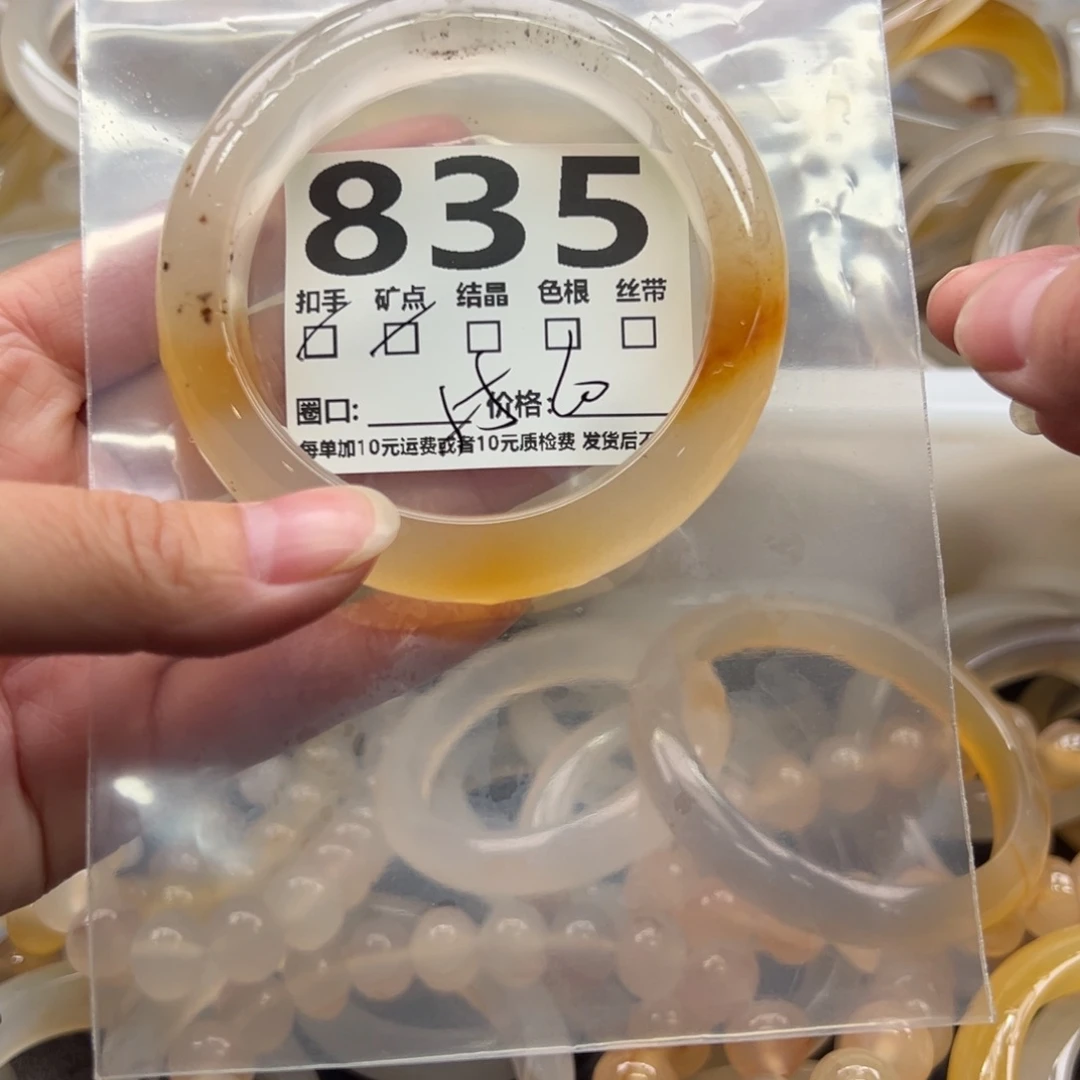 835
扣手 矿点 结晶 色根 丝带
圈口: 价格:
每单加10元运费或者10元质检费 发货后不